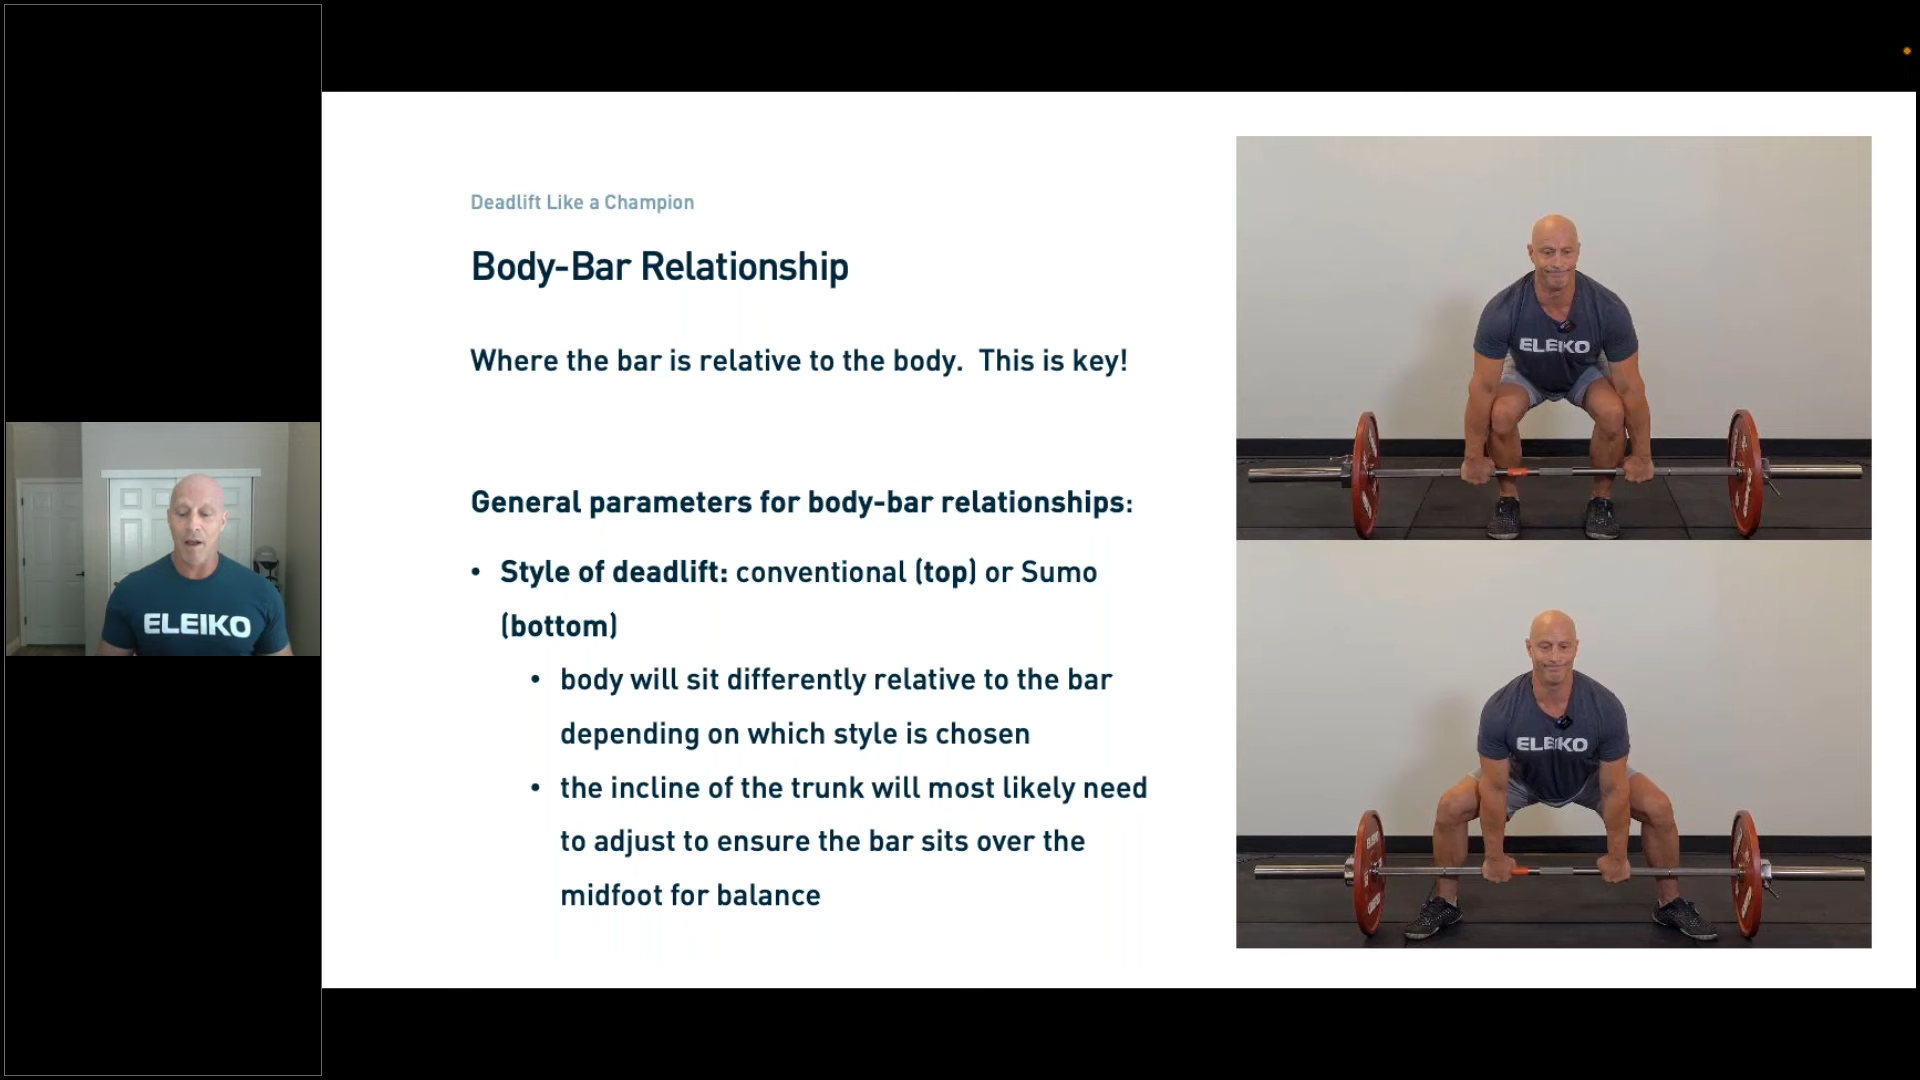 Deadlift Like a Champion
Body-Bar Relationship
Where the bar is relative to the body. This is key!
General parameters for body-bar relationships:
• Style of deadlift: conventional (top) or Sumo
(bottom)
• body will sit differently relative to the bar
depending on which style is chosen
• the incline of the trunk will most likely need
to adjust to ensure the bar sits over the
midfoot for balance
ELEIKO
ELEIKO
ELEIKO